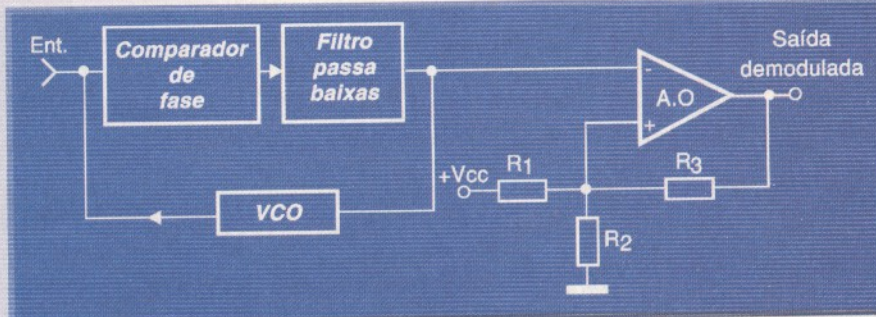 Ent.
Comparador
de
fase
Filtro
passa
baixas
Saída
demodulada
-
A.O
+
+Vcc
R1
R3
VCO
R2